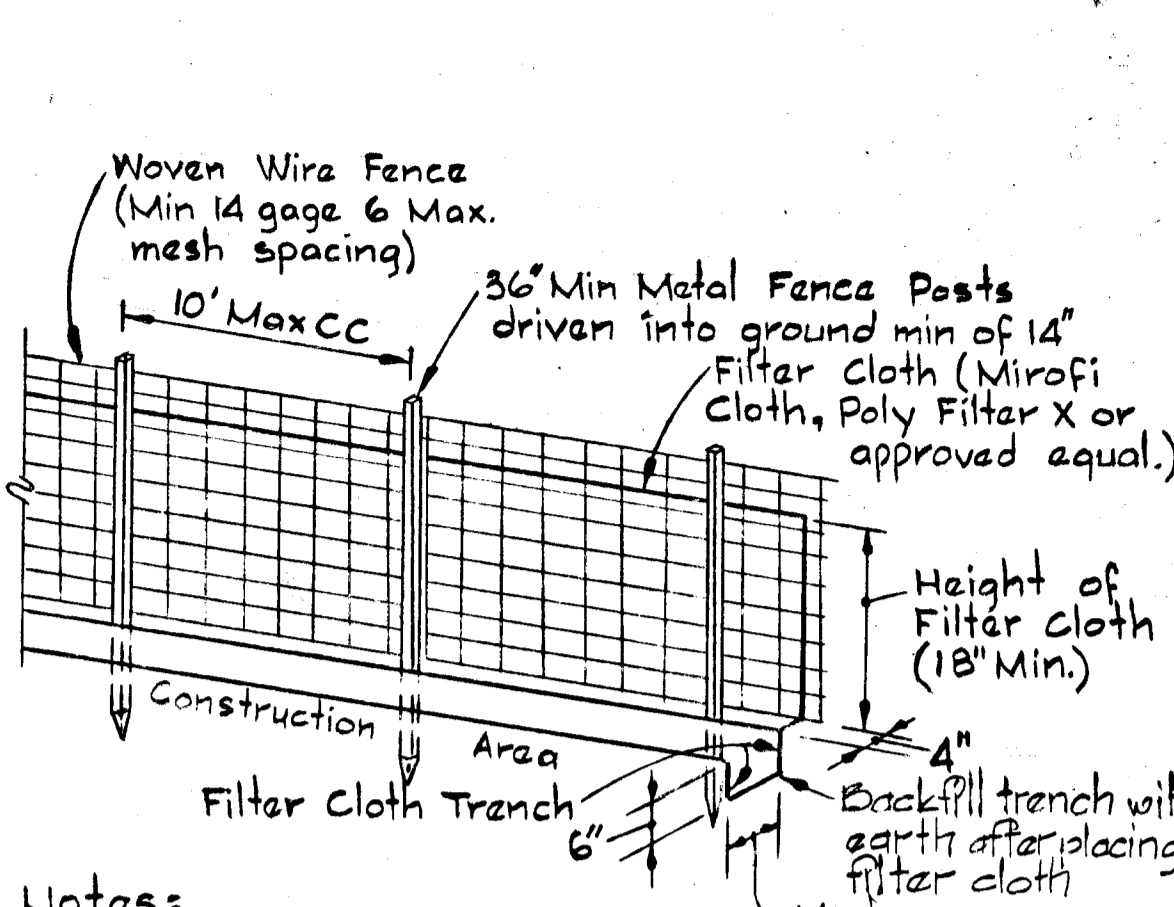 Woven Wire Fence
(Min 14 gage 6 Max.
mesh spacing)
10' Max CC
36" Min Metal Fence Posts
driven into ground min of 14"
Filter Cloth (Mirofi
Cloth, Poly Filter X or
approved equal.)
Height of
Filter Cloth
(18" Min.)
Construction
Area
4"
Filter Cloth Trench
6"
Backfill trench wit
earth after placing
filter cloth
Notes: